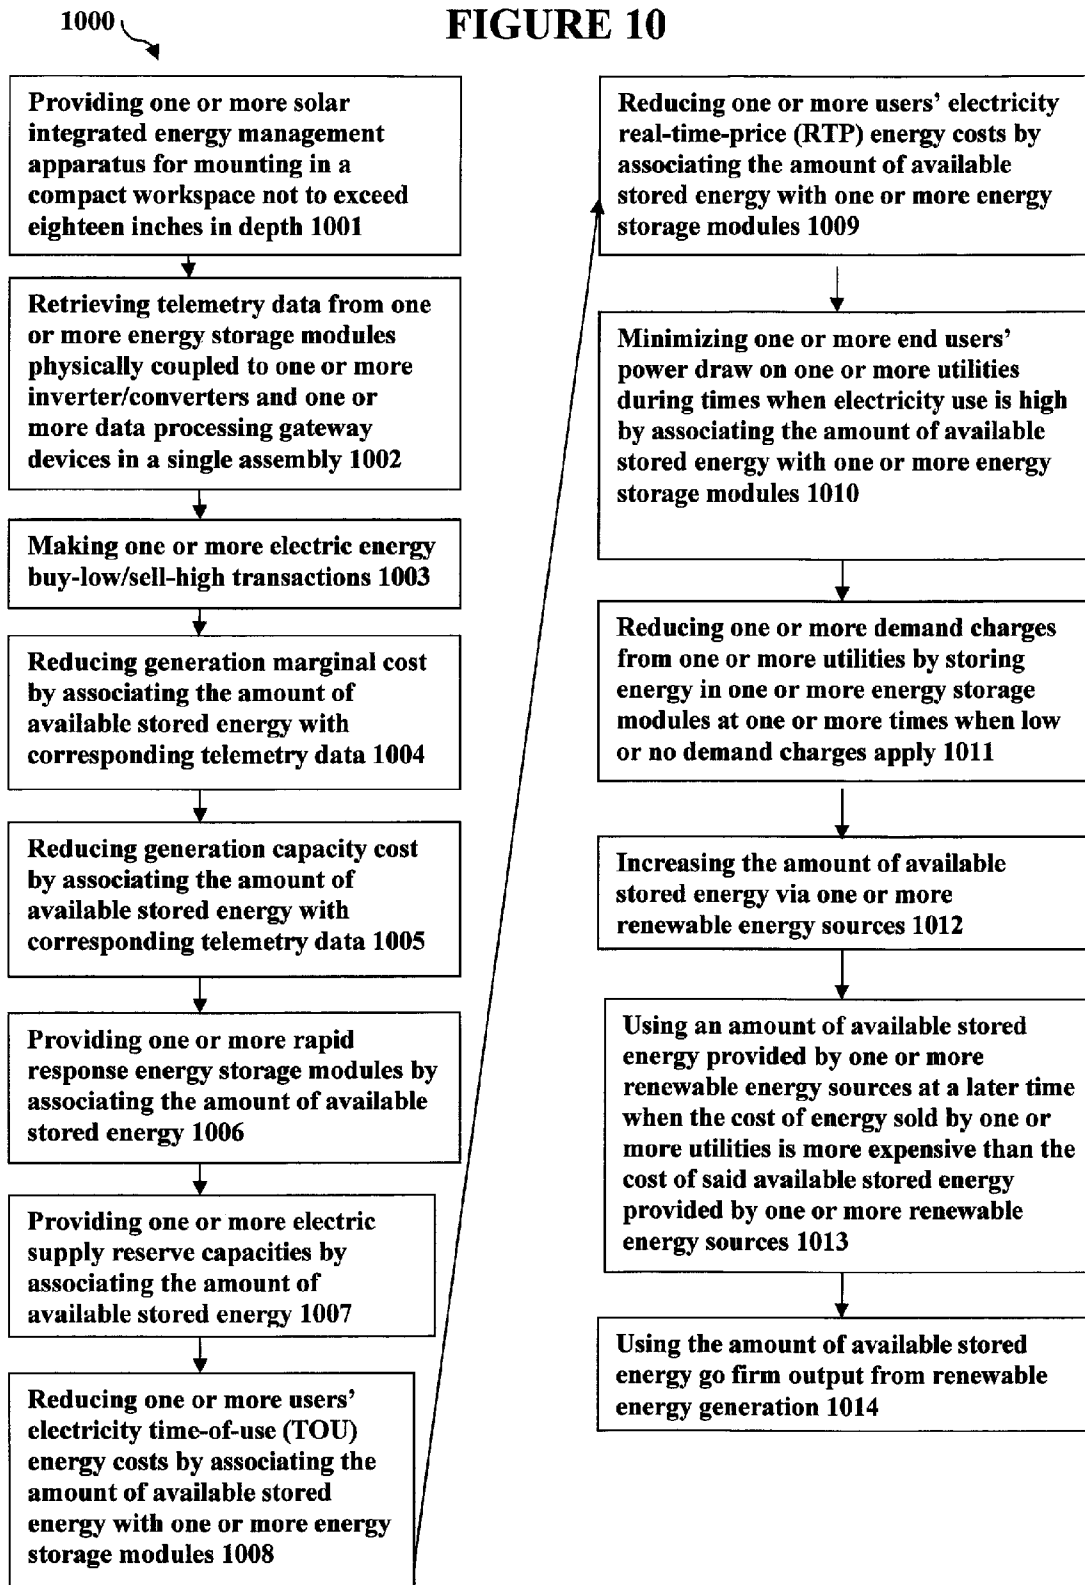 FIGURE 10
1000
Providing one or more solar
integrated energy management
apparatus for mounting in a
compact workspace not to exceed
eighteen inches in depth 1001
Retrieving telemetry data from one
or more energy storage modules
physically coupled to one or more
inverter/converters and one or
more data processing gateway
devices in a single assembly 1002
Making one or more electric energy
buy-low/sell-high transactions 1003
Reducing generation marginal cost
by associating the amount of
available stored energy with
corresponding telemetry data 1004
Reducing generation capacity cost
by associating the amount of
available stored energy with
corresponding telemetry data 1005
Providing one or more rapid
response energy storage modules by
associating the amount of available
stored energy 1006
Providing one or more electric
supply reserve capacities by
associating the amount of
available stored energy 1007
Reducing one or more users’
electricity time-of-use (TOU)
energy costs by associating the
amount of available stored
energy with one or more energy
storage modules 1008
Reducing one or more users’ electricity
real-time-price (RTP) energy costs by
associating the amount of available
stored energy with one or more energy
storage modules 1009
Minimizing one or more end users’
power draw on one or more utilities
during times when electricity use is high
by associating the amount of available
stored energy with one or more energy
storage modules 1010
Reducing one or more demand charges
from one or more utilities by storing
energy in one or more energy storage
modules at one or more times when low
or no demand charges apply 1011
Increasing the amount of available
stored energy via one or more
renewable energy sources 1012
Using an amount of available stored
energy provided by one or more
renewable energy sources at a later time
when the cost of energy sold by one or
more utilities is more expensive than the
cost of said available stored energy
provided by one or more renewable
energy sources 1013
Using the amount of available stored
energy go firm output from renewable
energy generation 1014